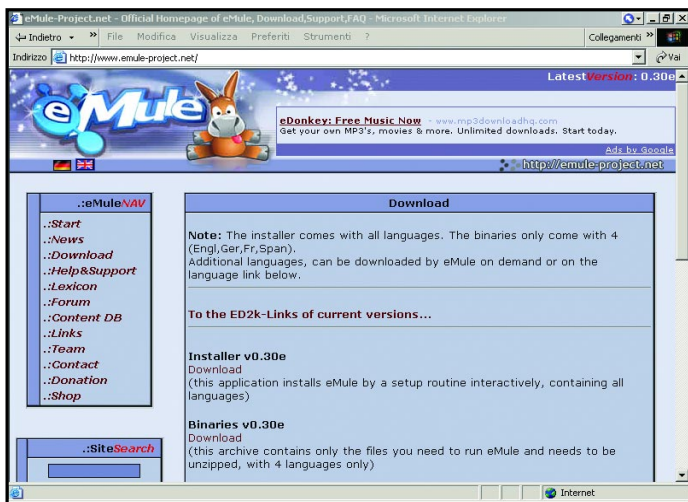 eMule-Project.net - Official Homepage of eMule, Download,Support,FAQ - Microsoft Internet Explorer
Indietro
File Modifica Visualizza Preferiti Strumenti ?
Collegamenti
Indirizzo http://www.emule-project.net/
Vai
eMule
LatestVersion: 0.30e
eDonkey: Free Music Now - www.mp3downloadhq.com
Get your own MP3's, movies & more. Unlimited downloads. Start today.
Ads by Google
http://emule-project.net
.:eMuleNAV
.:Start
.:News
.:Download
.:Help&Support
.:Lexicon
.:Forum
.:Content DB
.:Links
.:Team
.:Contact
.:Donation
.:Shop
.:SiteSearch
Download
Note: The installer comes with all languages. The binaries only come with 4
(Engl,Ger,Fr,Span).
Additional languages, can be downloaded by eMule on demand or on the
language link below.
To the ED2k-Links of current versions...
Installer v0.30e
Download
(this application installs eMule by a setup routine interactively, containing all
languages)
Binaries v0.30e
Download
(this archive contains only the files you need to run eMule and needs to be
unzipped, with 4 languages only)
Internet